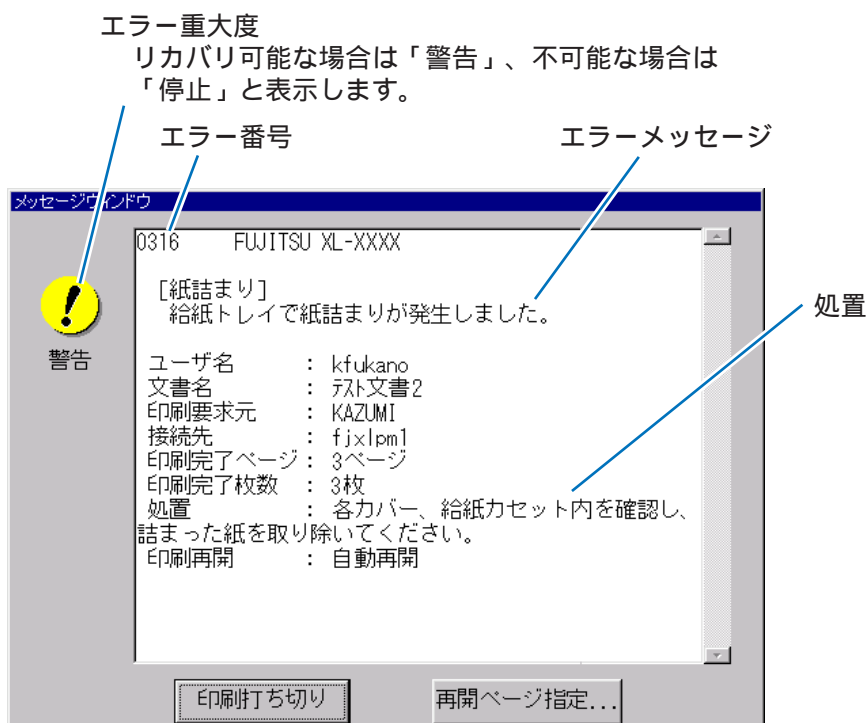 エラー重大度
リカバリ可能な場合は「警告」、不可能な場合は
「停止」と表示します。
エラー番号
エラーメッセージ
メッセージウィンドウ
0316 FUJITSU XL-XXXX
[紙詰まり]
給紙トレイで紙詰まりが発生しました。
処置
警告
ユーザ名 : kfukano
文書名 : ﾃｽﾄ文書2
印刷要求元 : KAZUMI
接続先 : fjxlpm1
印刷完了ページ : 3ページ
印刷完了枚数 : 3枚
処置 : 各カバー、給紙カセット内を確認し、
詰まった紙を取り除いてください。
印刷再開 : 自動再開
印刷打ち切り
再開ページ指定...